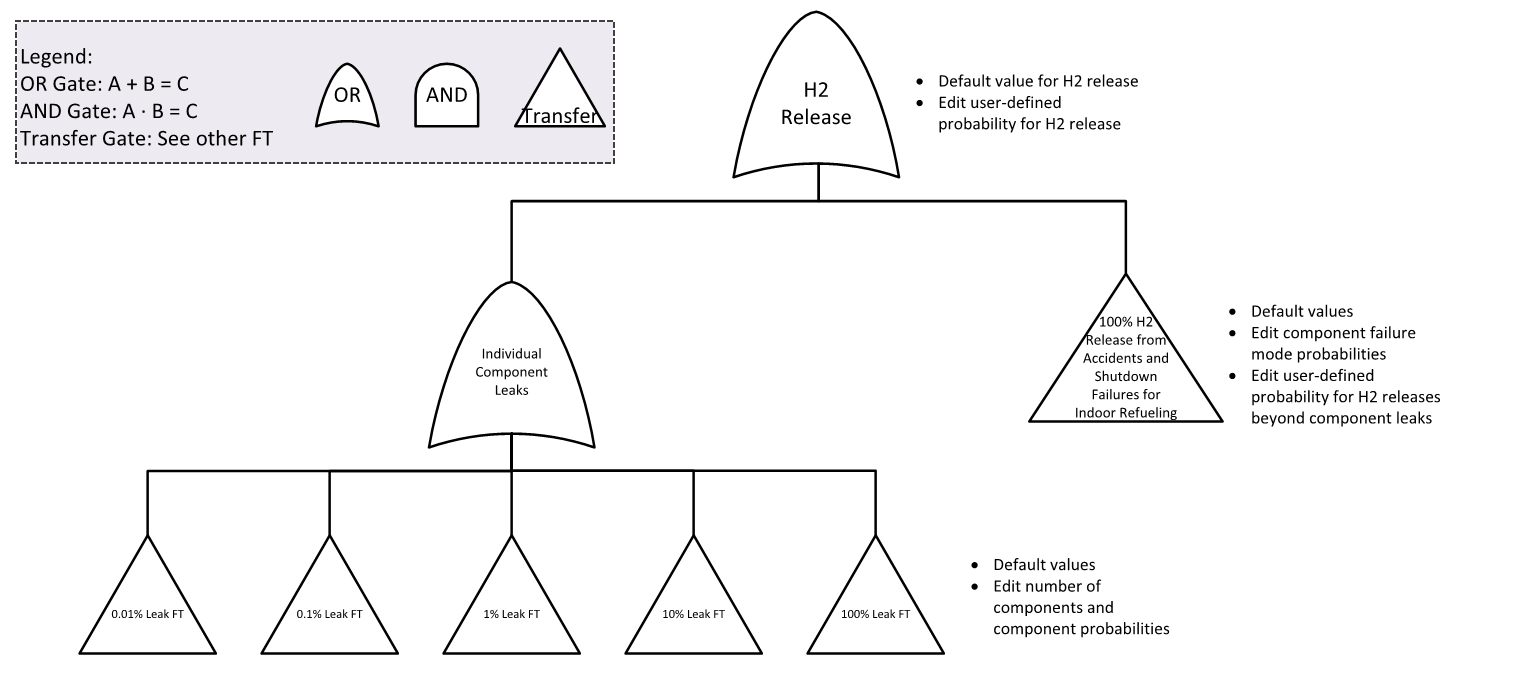 Legend:
OR Gate: A + B = C
AND Gate: A · B = C
Transfer Gate: See other FT
OR
AND
Transfer
H2
Release
• Default value for H2 release
• Edit user-defined
probability for H2 release
Individual
Component
Leaks
100% H2
Release from
Accidents and
Shutdown
Failures for
Indoor Refueling
• Default values
• Edit component failure
mode probabilities
• Edit user-defined
probability for H2 releases
beyond component leaks
0.01% Leak FT
0.1% Leak FT
1% Leak FT
10% Leak FT
100% Leak FT
• Default values
• Edit number of
components and
component probabilities